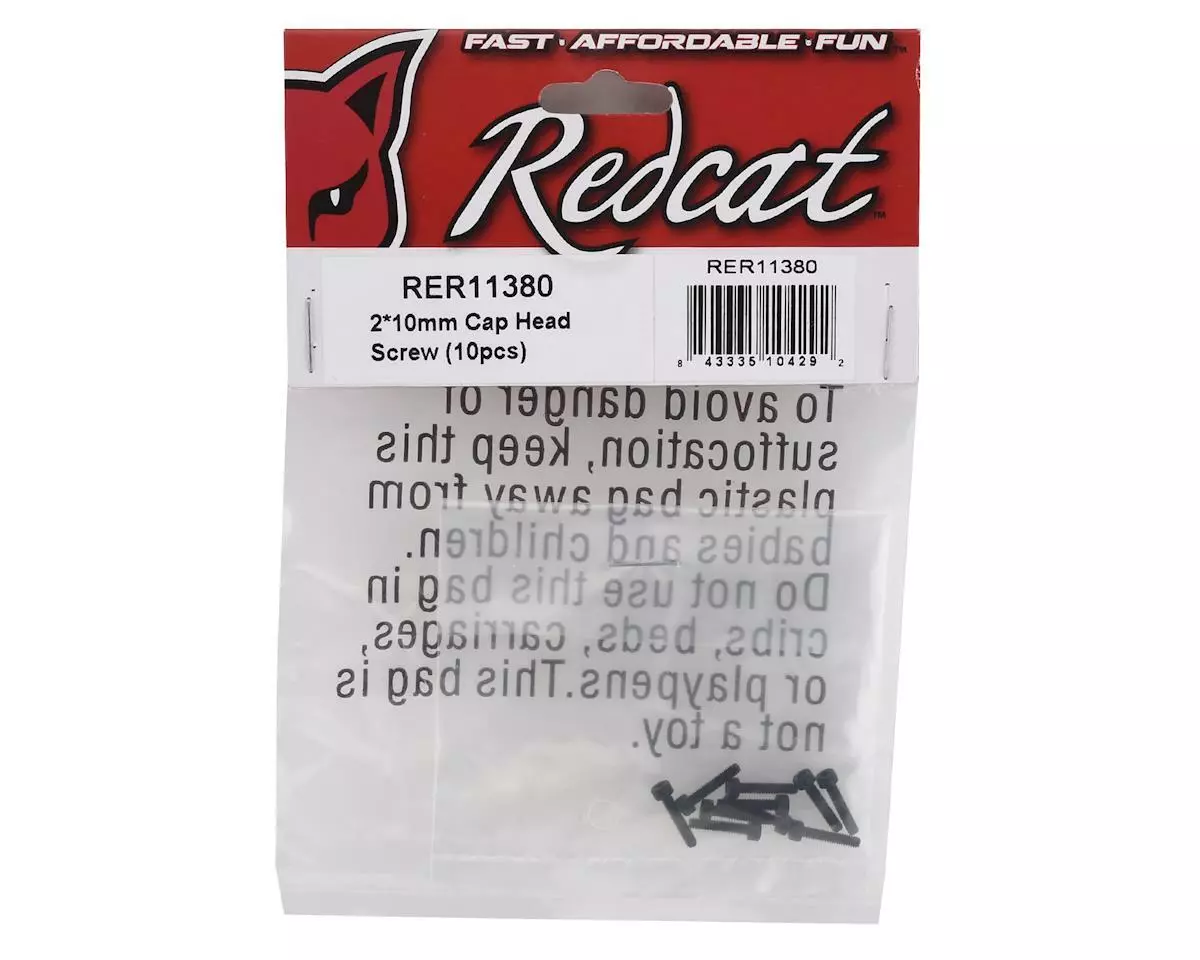 FAST · AFFORDABLE · FUN ™
Redcat ™
RER11380
2*10mm Cap Head
Screw (10pcs)
RER11380
8 43335 10429 2
To avoid danger of
suffocation, keep this
plastic bag away from
babies and children.
Do not use this bag in
cribs, beds, carriages,
or playpens.This bag is
not a toy.